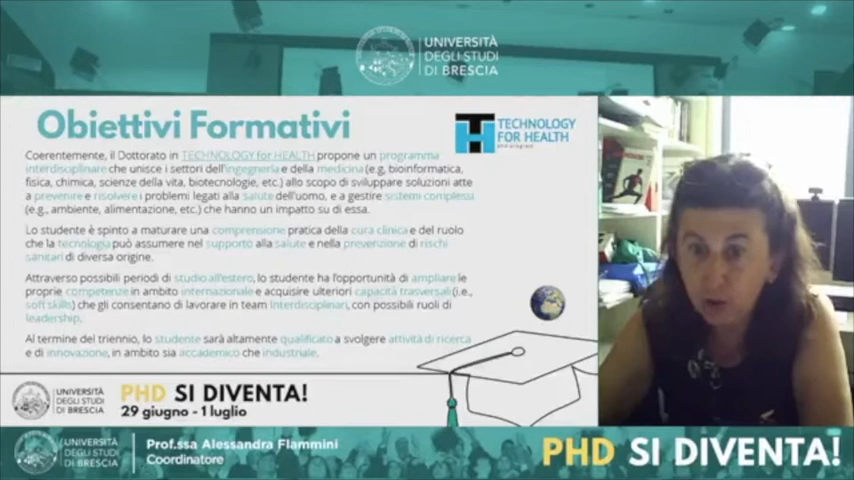 UNIVERSITÀ
DEGLI STUDI
DI BRESCIA
Obiettivi Formativi
TECHNOLOGY
FOR HEALTH
phd program
Coerentemente, il Dottorato in TECHNOLOGY for HEALTH propone un programma
interdisciplinare che unisce i settori dell'ingegneria e della medicina (e.g, bioinformatica,
fisica, chimica, scienze della vita, biotecnologie, etc.) allo scopo di sviluppare soluzioni atte
a prevenire e risolvere i problemi legati alla salute dell'uomo, e a gestire sistemi complessi
(e.g., ambiente, alimentazione, etc.) che hanno un impatto su di essa.
Lo studente è spinto a maturare una comprensione pratica della cura clinica e del ruolo
che la tecnologia può assumere nel supporto alla salute e nella prevenzione di rischi
sanitari di diversa origine.
Attraverso possibili periodi di studio all'estero, lo studente ha l'opportunità di ampliare le
proprie competenze in ambito internazionale e acquisire ulteriori capacità trasversali (i.e.,
soft skills) che gli consentano di lavorare in team Interdisciplinari, con possibili ruoli di
leadership.
Al termine del triennio, lo studente sarà altamente qualificato a svolgere attività di ricerca
e di innovazione, in ambito sia accademico che industriale.
UNIVERSITÀ
DEGLI STUDI
DI BRESCIA
PHD SI DIVENTA!
29 giugno - 1 luglio
UNIVERSITÀ
DEGLI STUDI
DI BRESCIA
Prof.ssa Alessandra Flammini
Coordinatore
PHD SI DIVENTA!